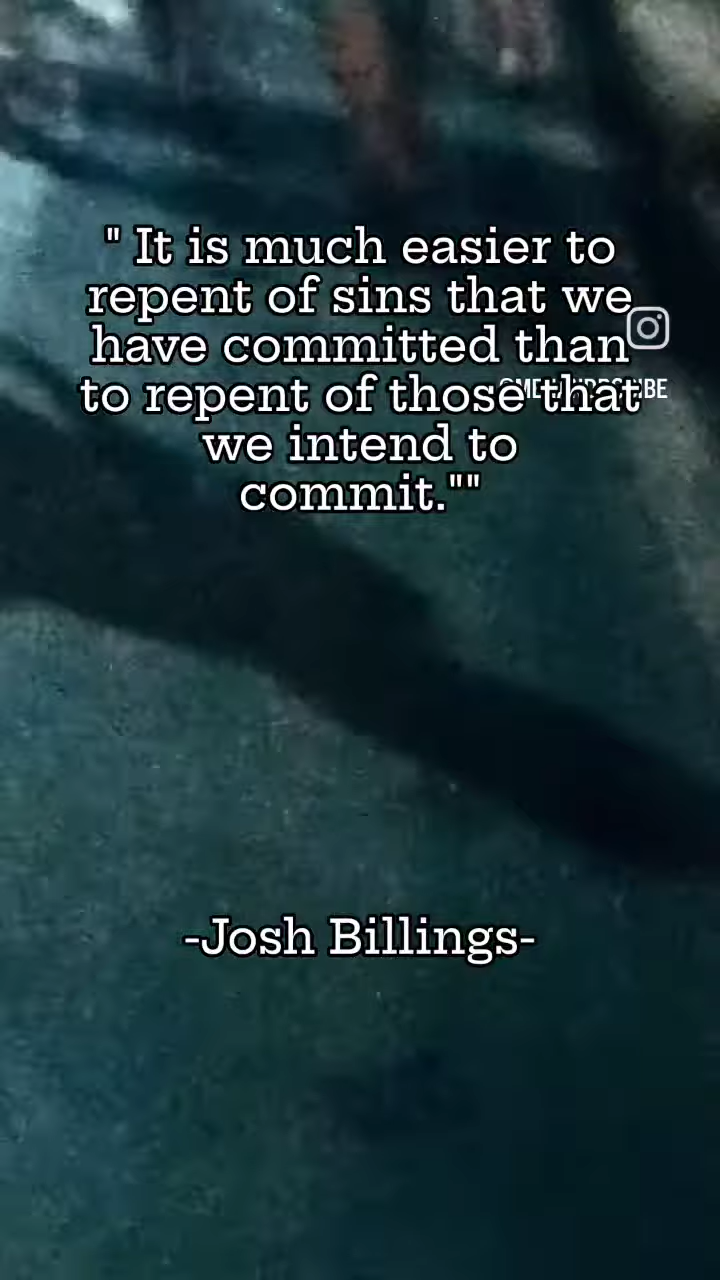 " It is much easier to
repent of sins that we
have committed than
to repent of those that
we intend to
commit.""
-Josh Billings-